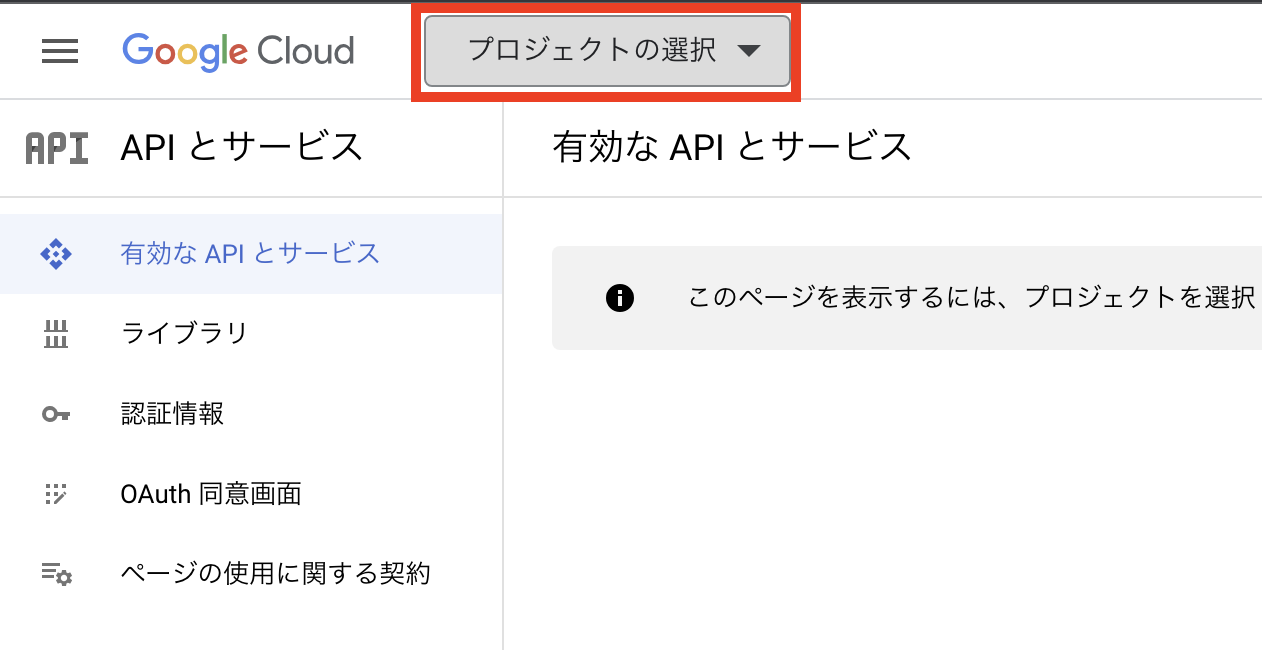 Google Cloud
プロジェクトの選択
API
API とサービス
有効な API とサービス
有効な API とサービス
このページを表示するには、プロジェクトを選択
ライブラリ
認証情報
OAuth 同意画面
ページの使用に関する契約